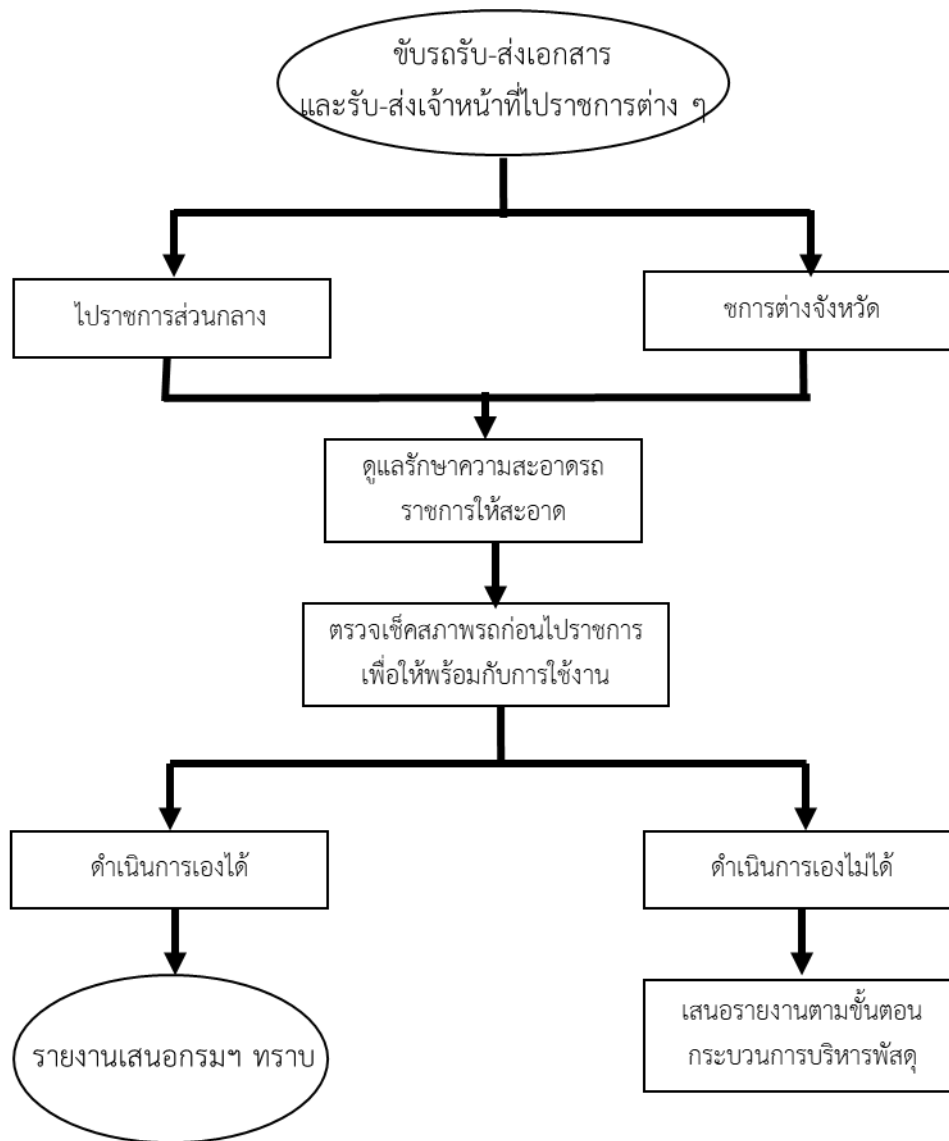 ขับรถรับ-ส่งเอกสาร
และรับ-ส่งเจ้าหน้าที่ไปราชการต่าง ๆ
ไปราชการส่วนกลาง
ชการต่างจังหวัด
ดูแลรักษาความสะอาดรถ
ราชการให้สะอาด
ตรวจเช็คสภาพรถก่อนไปราชการ
เพื่อให้พร้อมกับการใช้งาน
ดำเนินการเองได้
ดำเนินการเองไม่ได้
รายงานเสนอกรมฯ ทราบ
เสนอรายงานตามขั้นตอน
กระบวนการบริหารพัสดุ